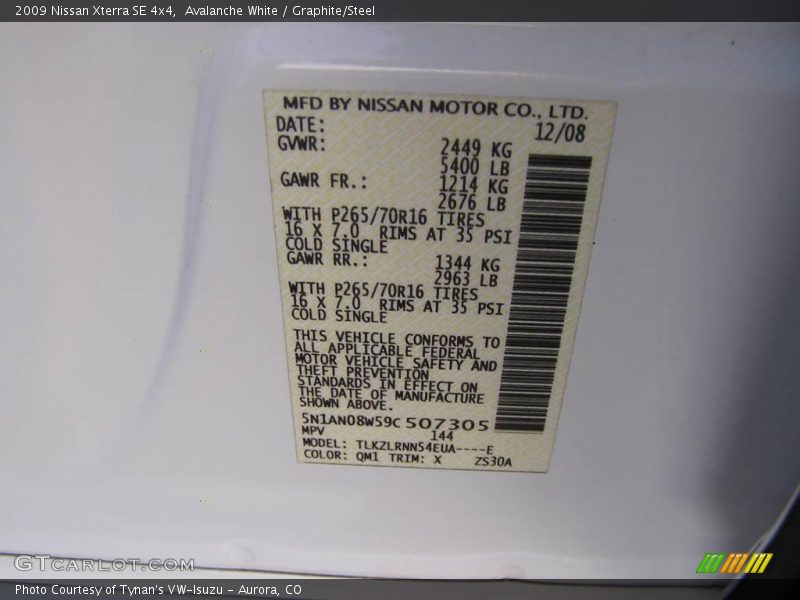 2009 Nissan Xterra SE 4x4,  Avalanche White / Graphite/Steel
MFD BY NISSAN MOTOR CO., LTD.
DATE: 12/08
GVWR: 2449 KG
5400 LB
GAWR FR.: 1214 KG
2676 LB
WITH P265/70R16 TIRES
16 X 7.0 RIMS AT 35 PSI
COLD SINGLE
GAWR RR.: 1344 KG
2963 LB
WITH P265/70R16 TIRES
16 X 7.0 RIMS AT 35 PSI
COLD SINGLE
THIS VEHICLE CONFORMS TO
ALL APPLICABLE FEDERAL
MOTOR VEHICLE SAFETY AND
THEFT PREVENTION
STANDARDS IN EFFECT ON
THE DATE OF MANUFACTURE
SHOWN ABOVE.
5N1AN08W59C507305
MPV 144
MODEL: TLKZLRNN54EUA----E
COLOR: QM1 TRIM: X ZS30A
GTCARLOT.COM
Photo Courtesy of Tynan's VW-Isuzu - Aurora, CO